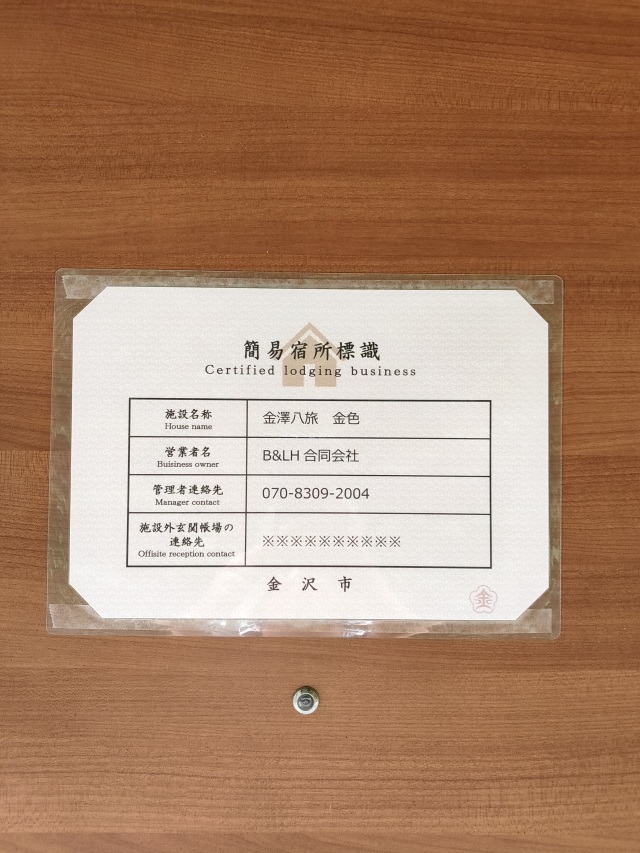 簡易宿所標識
Certified lodging business
施設名称
House name
金澤八旅　金色
営業者名
Buisiness owner
B&LH 合同会社
管理者連絡先
Manager contact
070-8309-2004
施設外玄関帳場の
連絡先
Offisite reception contact
※※※※※※※※※※
金沢市
金